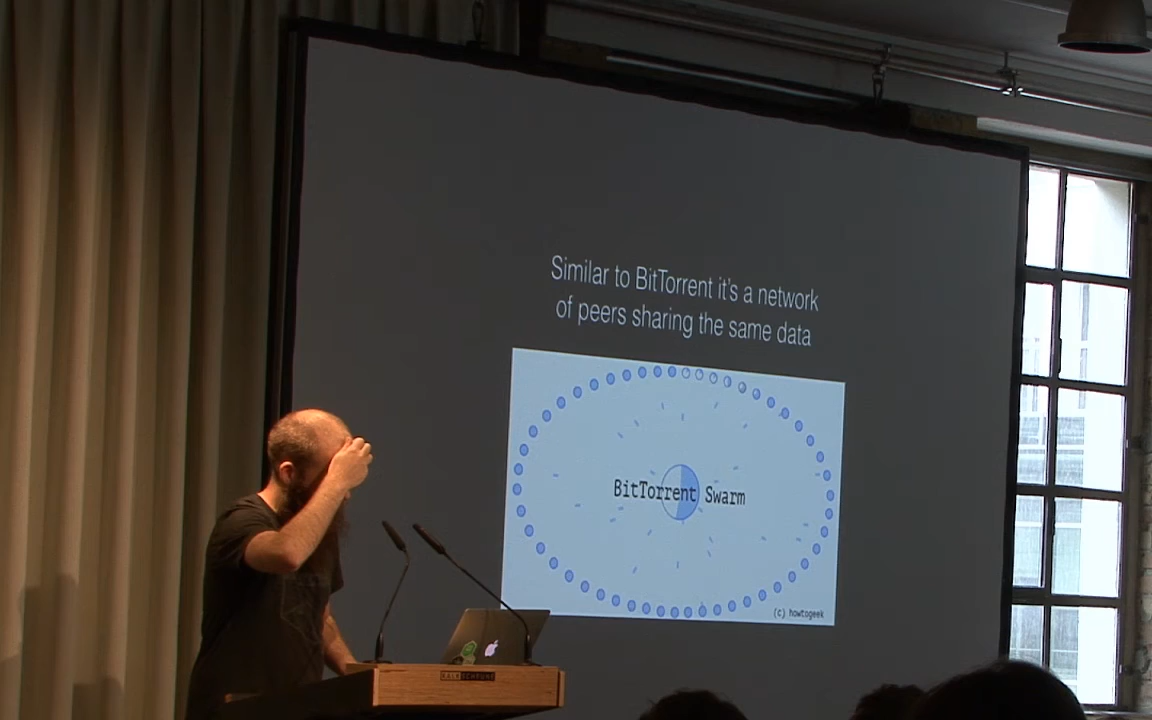 Similar to BitTorrent it's a network
of peers sharing the same data
BitTorrent Swarm
(c) howtogeek